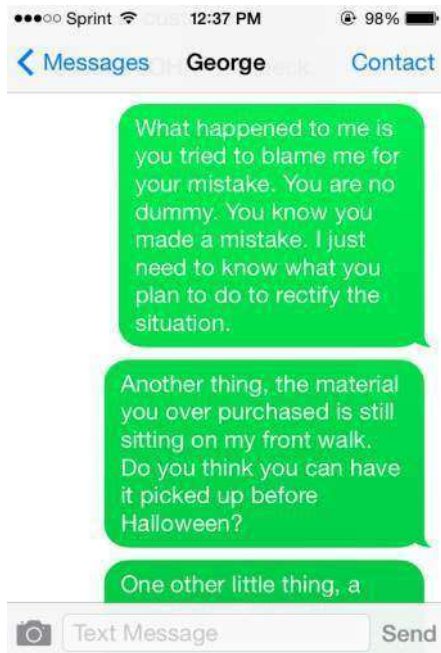 Sprint 12:37 PM 98%
Messages George Contact
What happened to me is
you tried to blame me for
your mistake. You are no
dummy. You know you
made a mistake. I just
need to know what you
plan to do to rectify the
situation.
Another thing, the material
you over purchased is still
sitting on my front walk.
Do you think you can have
it picked up before
Halloween?
One other little thing, a
Text Message Send